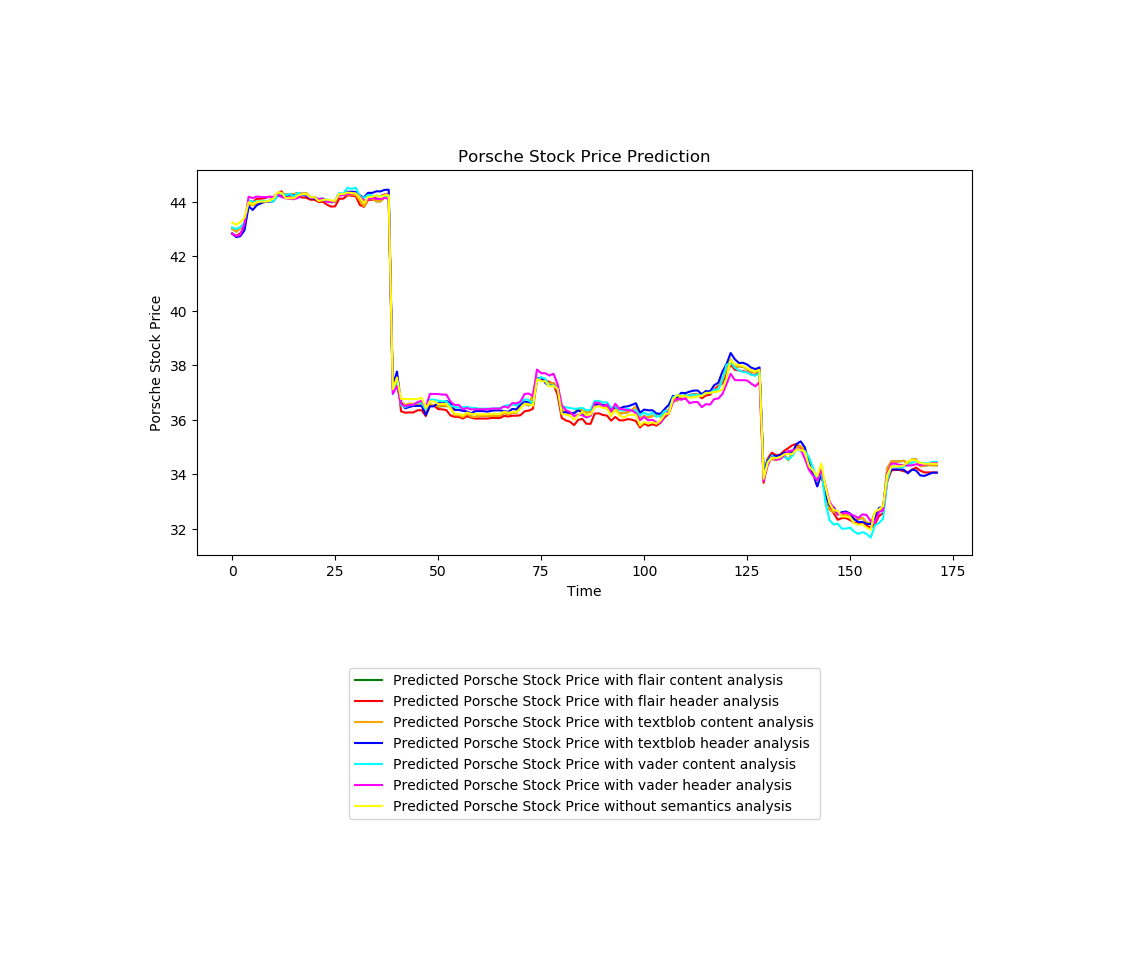 Porsche Stock Price Prediction
44
42
40
38
36
34
32
Porsche Stock Price
0 25 50 75 100 125 150 175
Time
Predicted Porsche Stock Price with flair content analysis
Predicted Porsche Stock Price with flair header analysis
Predicted Porsche Stock Price with textblob content analysis
Predicted Porsche Stock Price with textblob header analysis
Predicted Porsche Stock Price with vader content analysis
Predicted Porsche Stock Price with vader header analysis
Predicted Porsche Stock Price without semantics analysis